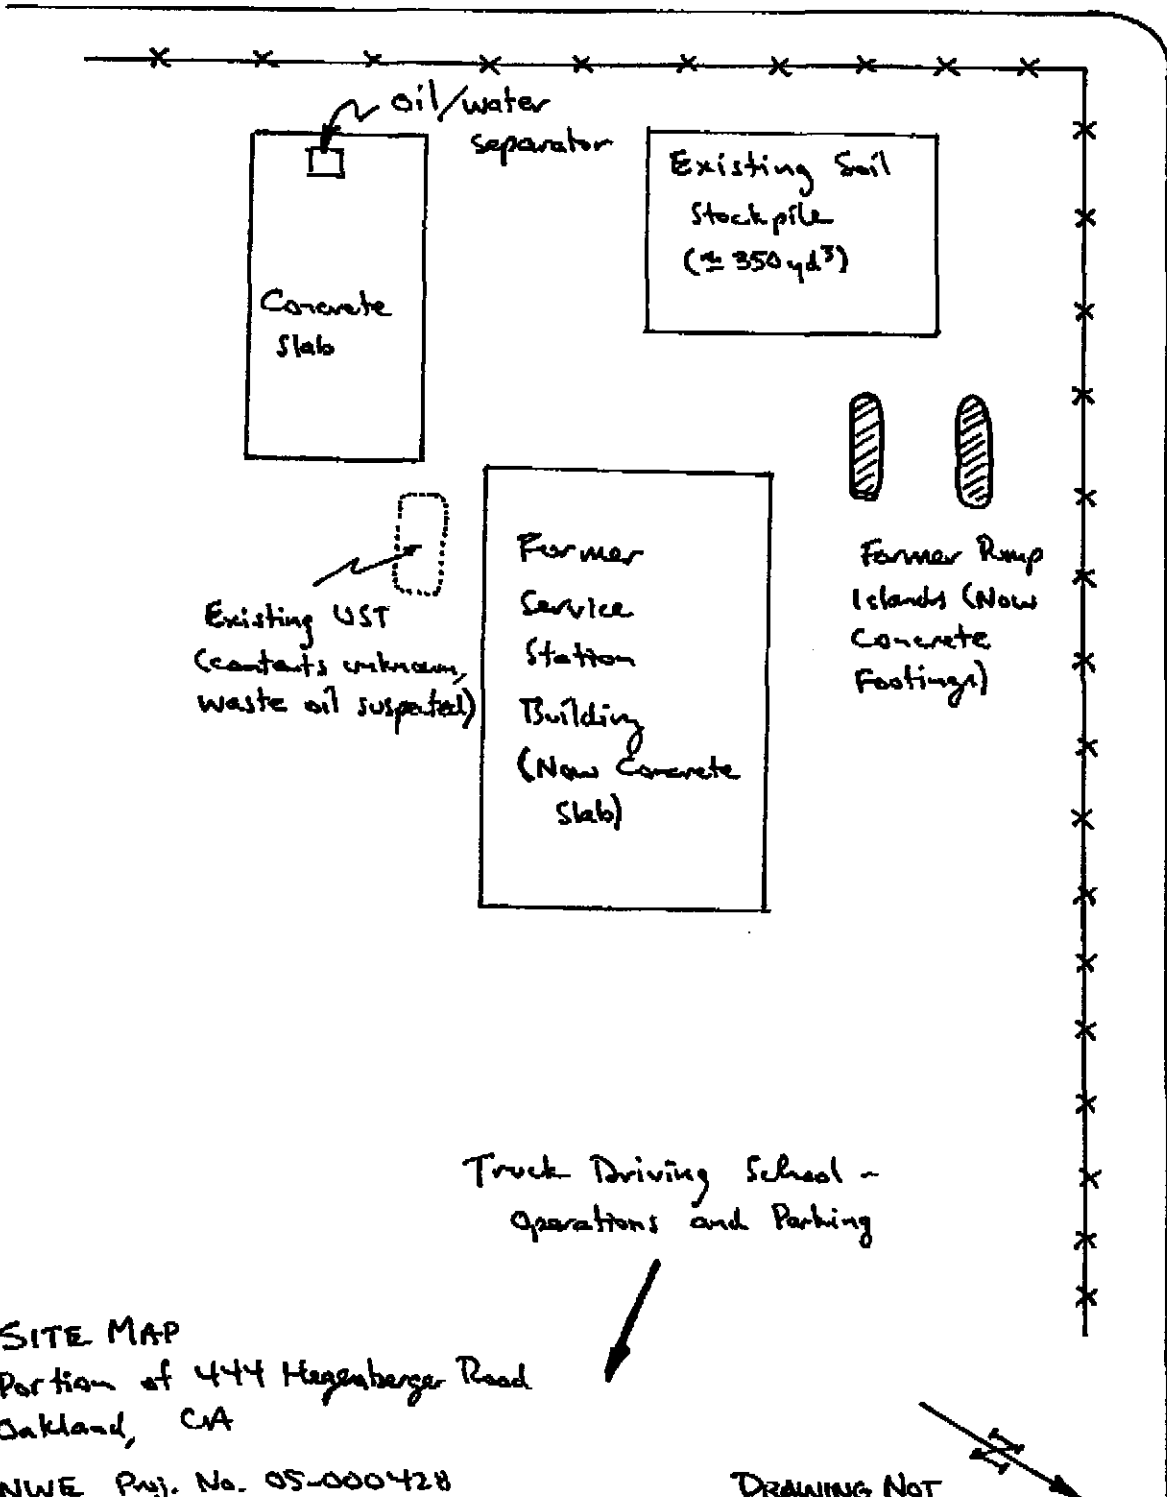 oil/water
separator
Existing Soil
Stockpile
(≈ 350 yd³)
Concrete
Slab
Existing UST
(contents unknown,
waste oil suspected)
Former
Service
Station
Building
(Now Concrete
Slab)
Former Pump
Islands (Now
Concrete
Footings)
Truck Driving School -
Operations and Parking
SITE MAP
Portion of 444 Hegenberger Road
Oakland, CA
NWE Proj. No. 05-000428
N
DRAWING NOT